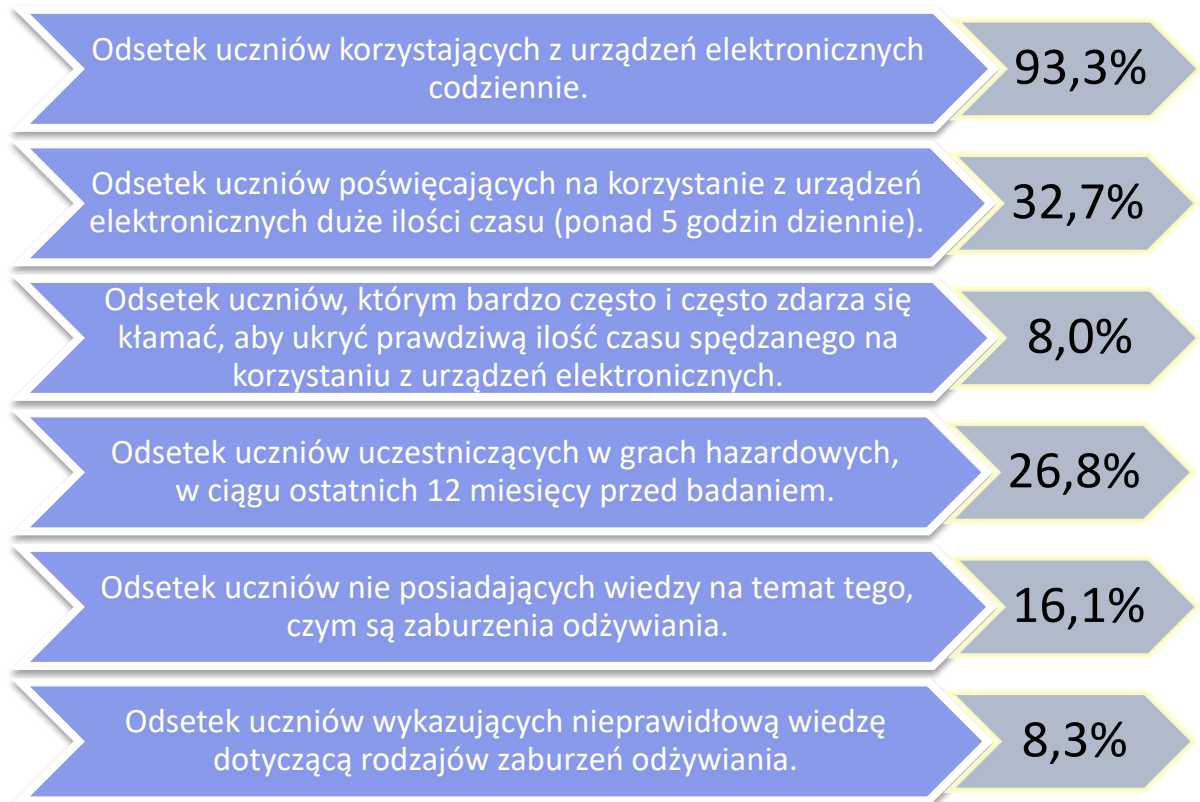 Odsetek uczniów korzystających z urządzeń elektronicznych
codziennie.
93,3%
Odsetek uczniów poświęcających na korzystanie z urządzeń
elektronicznych duże ilości czasu (ponad 5 godzin dziennie).
32,7%
Odsetek uczniów, którym bardzo często i często zdarza się
kłamać, aby ukryć prawdziwą ilość czasu spędzanego na
korzystaniu z urządzeń elektronicznych.
8,0%
Odsetek uczniów uczestniczących w grach hazardowych,
w ciągu ostatnich 12 miesięcy przed badaniem.
26,8%
Odsetek uczniów nie posiadających wiedzy na temat tego,
czym są zaburzenia odżywiania.
16,1%
Odsetek uczniów wykazujących nieprawidłową wiedzę
dotyczącą rodzajów zaburzeń odżywiania.
8,3%